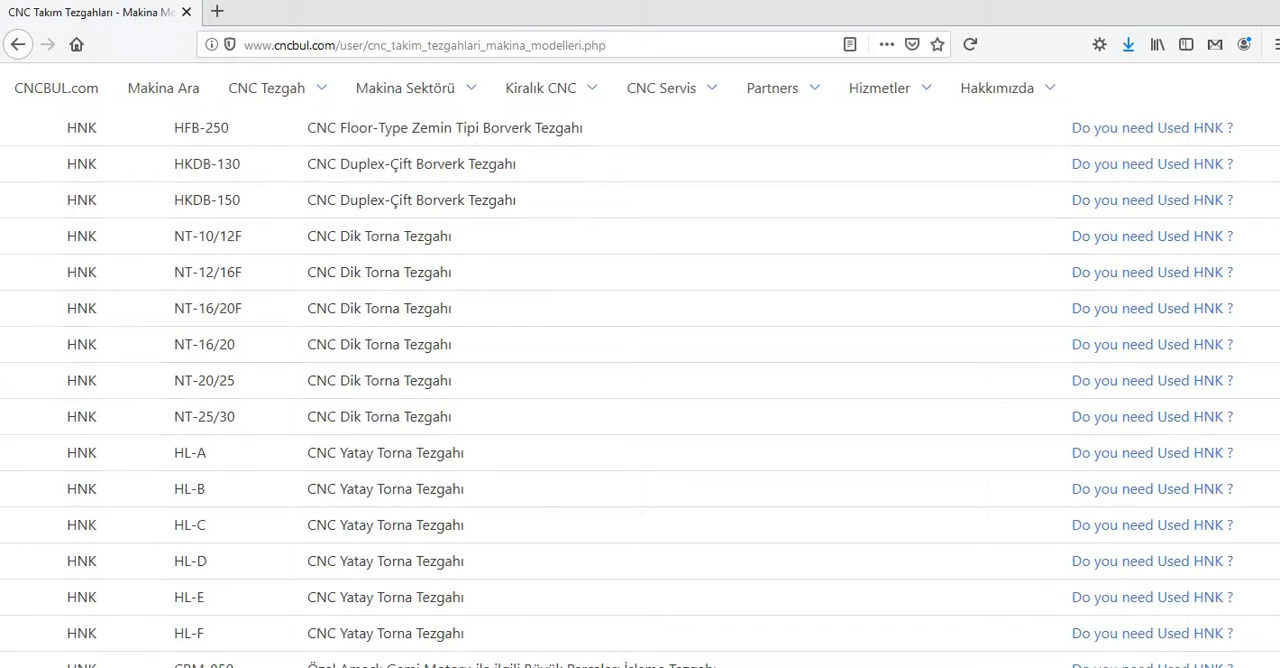 CNC Takım Tezgahları - Makina Mo
www.cncbul.com/user/cnc_takim_tezgahlari_makina_modelleri.php
CNCBUL.com Makina Ara CNC Tezgah Makina Sektörü Kiralık CNC CNC Servis Partners Hizmetler Hakkımızda
HNK HFB-250 CNC Floor-Type Zemin Tipi Borverk Tezgahı Do you need Used HNK ?
HNK HKDB-130 CNC Duplex-Çift Borverk Tezgahı Do you need Used HNK ?
HNK HKDB-150 CNC Duplex-Çift Borverk Tezgahı Do you need Used HNK ?
HNK NT-10/12F CNC Dik Torna Tezgahı Do you need Used HNK ?
HNK NT-12/16F CNC Dik Torna Tezgahı Do you need Used HNK ?
HNK NT-16/20F CNC Dik Torna Tezgahı Do you need Used HNK ?
HNK NT-16/20 CNC Dik Torna Tezgahı Do you need Used HNK ?
HNK NT-20/25 CNC Dik Torna Tezgahı Do you need Used HNK ?
HNK NT-25/30 CNC Dik Torna Tezgahı Do you need Used HNK ?
HNK HL-A CNC Yatay Torna Tezgahı Do you need Used HNK ?
HNK HL-B CNC Yatay Torna Tezgahı Do you need Used HNK ?
HNK HL-C CNC Yatay Torna Tezgahı Do you need Used HNK ?
HNK HL-D CNC Yatay Torna Tezgahı Do you need Used HNK ?
HNK HL-E CNC Yatay Torna Tezgahı Do you need Used HNK ?
HNK HL-F CNC Yatay Torna Tezgahı Do you need Used HNK ?